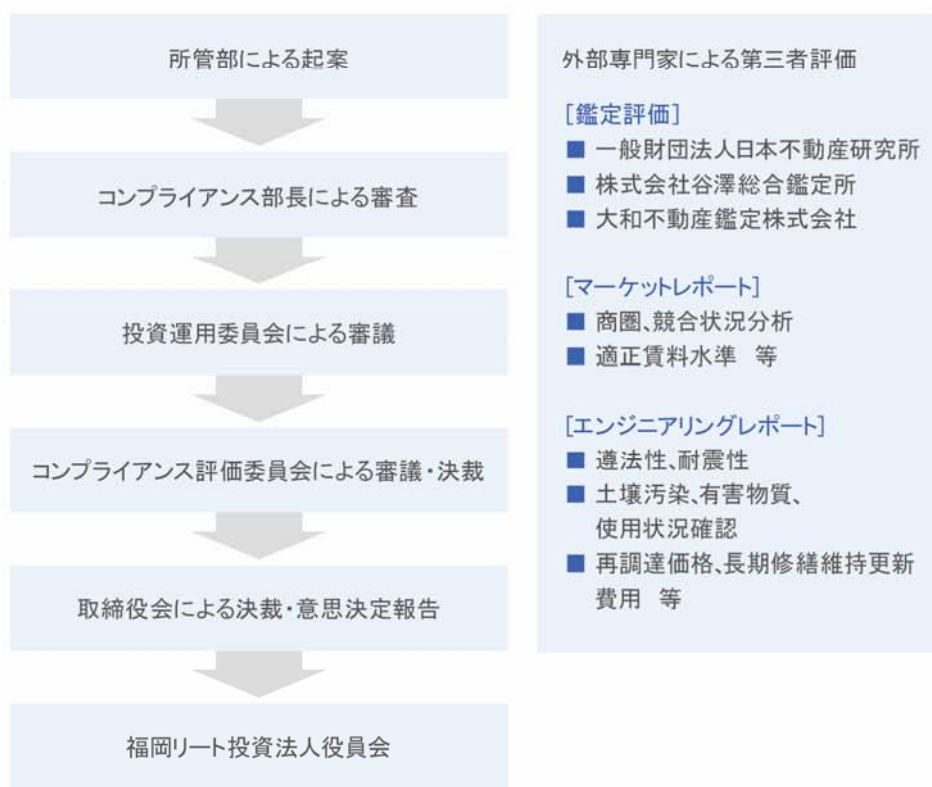 所管部による起案
コンプライアンス部長による審査
投資運用委員会による審議
コンプライアンス評価委員会による審議・決裁
取締役会による決裁・意思決定報告
福岡リート投資法人役員会
外部専門家による第三者評価
[鑑定評価]
■ 一般財団法人日本不動産研究所
■ 株式会社谷澤総合鑑定所
■ 大和不動産鑑定株式会社
[マーケットレポート]
■ 商圏、競合状況分析
■ 適正賃料水準　等
[エンジニアリングレポート]
■ 遵法性、耐震性
■ 土壌汚染、有害物質、
使用状況確認
■ 再調達価格、長期修繕維持更新
費用　等